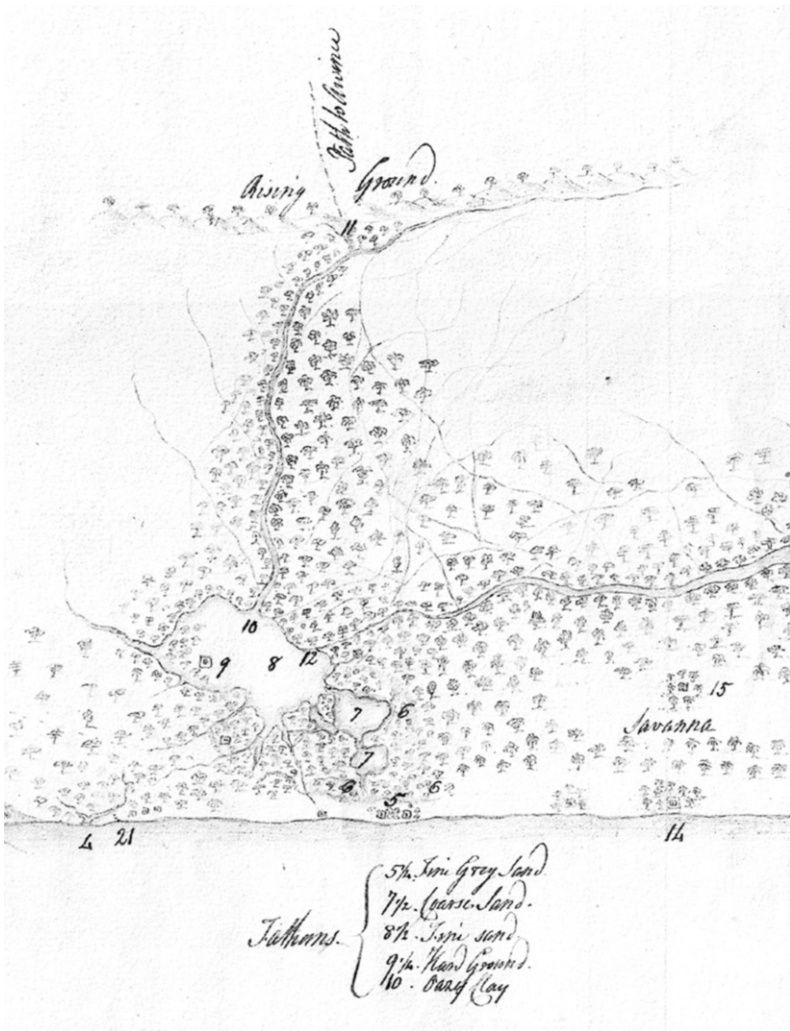 Path to Awinee
Rising Ground.
11
10
9 8 12
15
7 6
Savanna
7
6 6
5
4 21 14
Fathoms.
5½. Fine Grey Sand
7½. Coarse Sand.
8½. Fine sand
9½. Hard Ground.
10. Oazy Clay